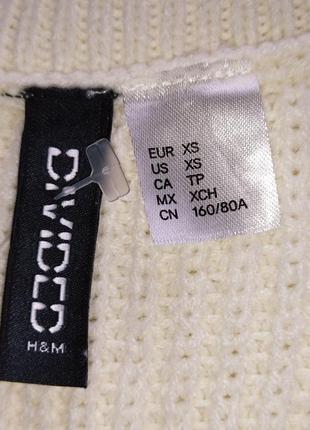 DIVIDED
H&M
EUR XS
US XS
CA TP
MX XCH
CN 160/80A